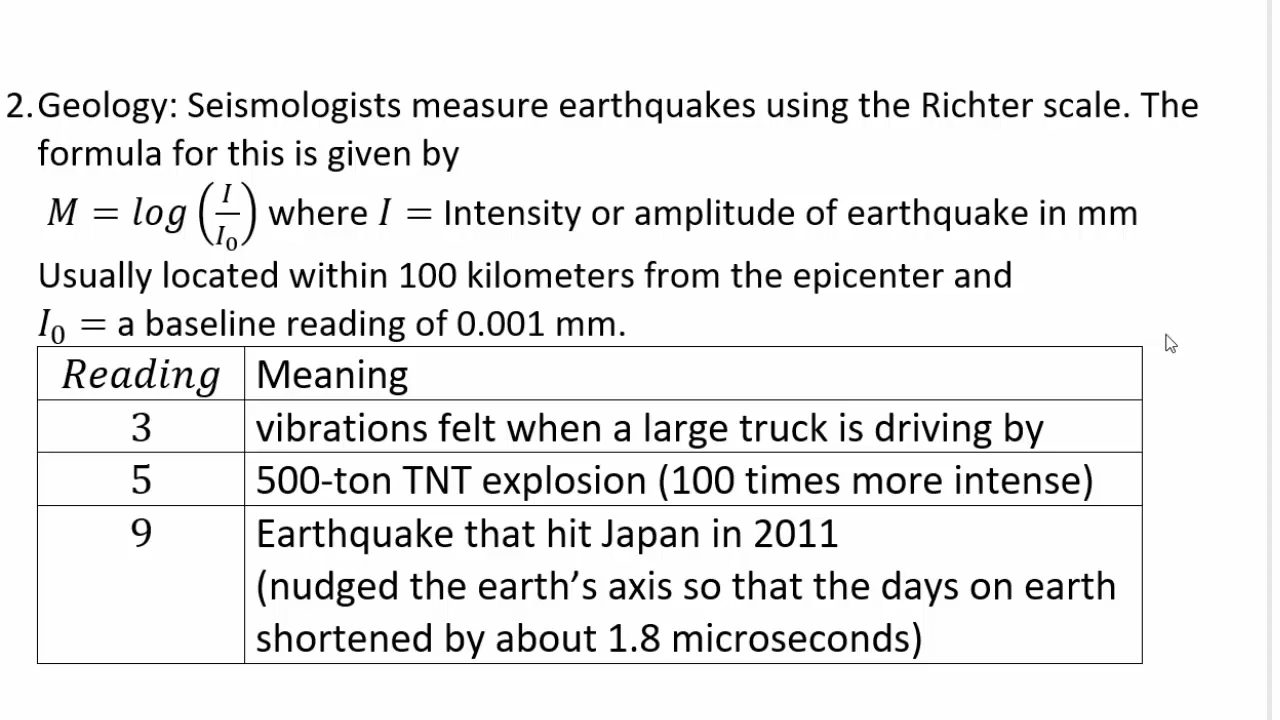 2. Geology: Seismologists measure earthquakes using the Richter scale. The
formula for this is given by
M = log (I/I₀) where I = Intensity or amplitude of earthquake in mm
Usually located within 100 kilometers from the epicenter and
I₀ = a baseline reading of 0.001 mm.
Reading Meaning
3 vibrations felt when a large truck is driving by
5 500-ton TNT explosion (100 times more intense)
9 Earthquake that hit Japan in 2011
(nudged the earth’s axis so that the days on earth
shortened by about 1.8 microseconds)